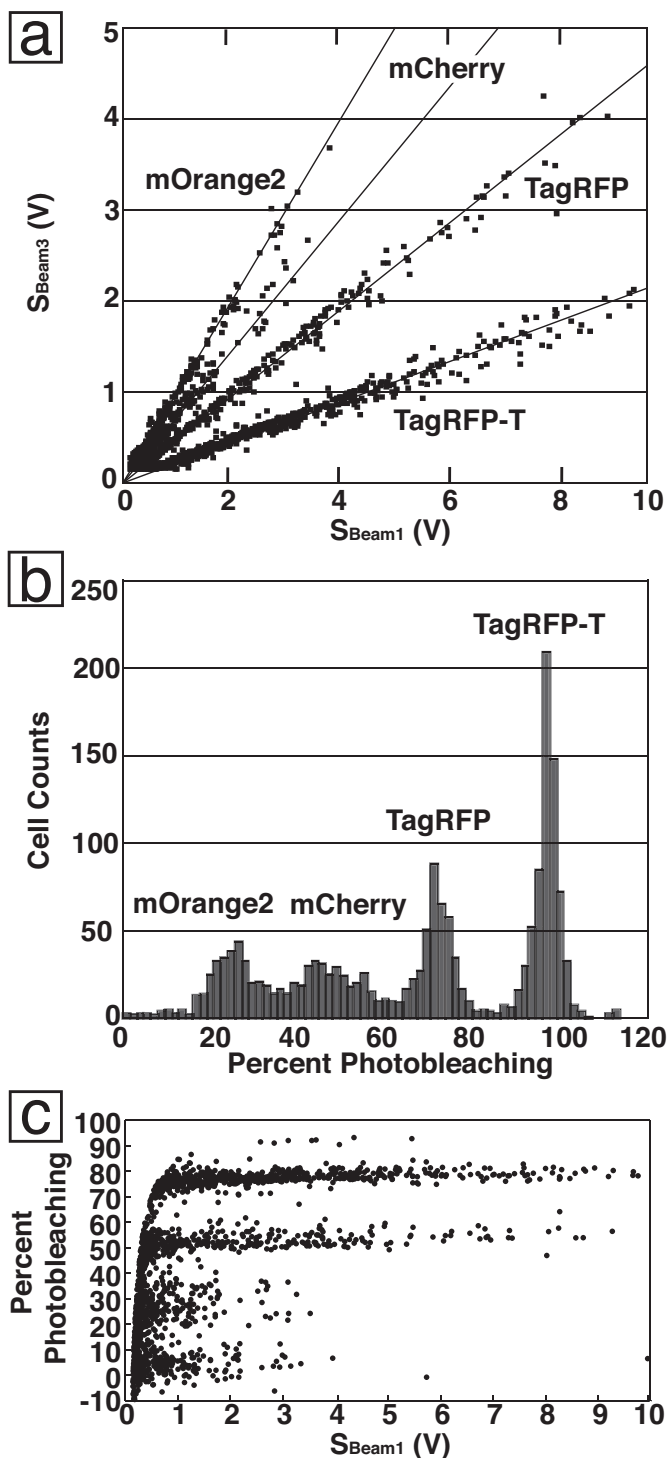 a
5
4
3
2
1
0
S Beam3 (V)
mOrange2
mCherry
TagRFP
TagRFP-T
0 2 4 6 8 10
S Beam1 (V)
b
250
200
150
100
50
0
Cell Counts
TagRFP-T
TagRFP
mOrange2 mCherry
0 20 40 60 80 100 120
Percent Photobleaching
c
100
90
80
70
60
50
40
30
20
10
0
-10
Percent
Photobleaching
0 1 2 3 4 5 6 7 8 9 10
S Beam1 (V)